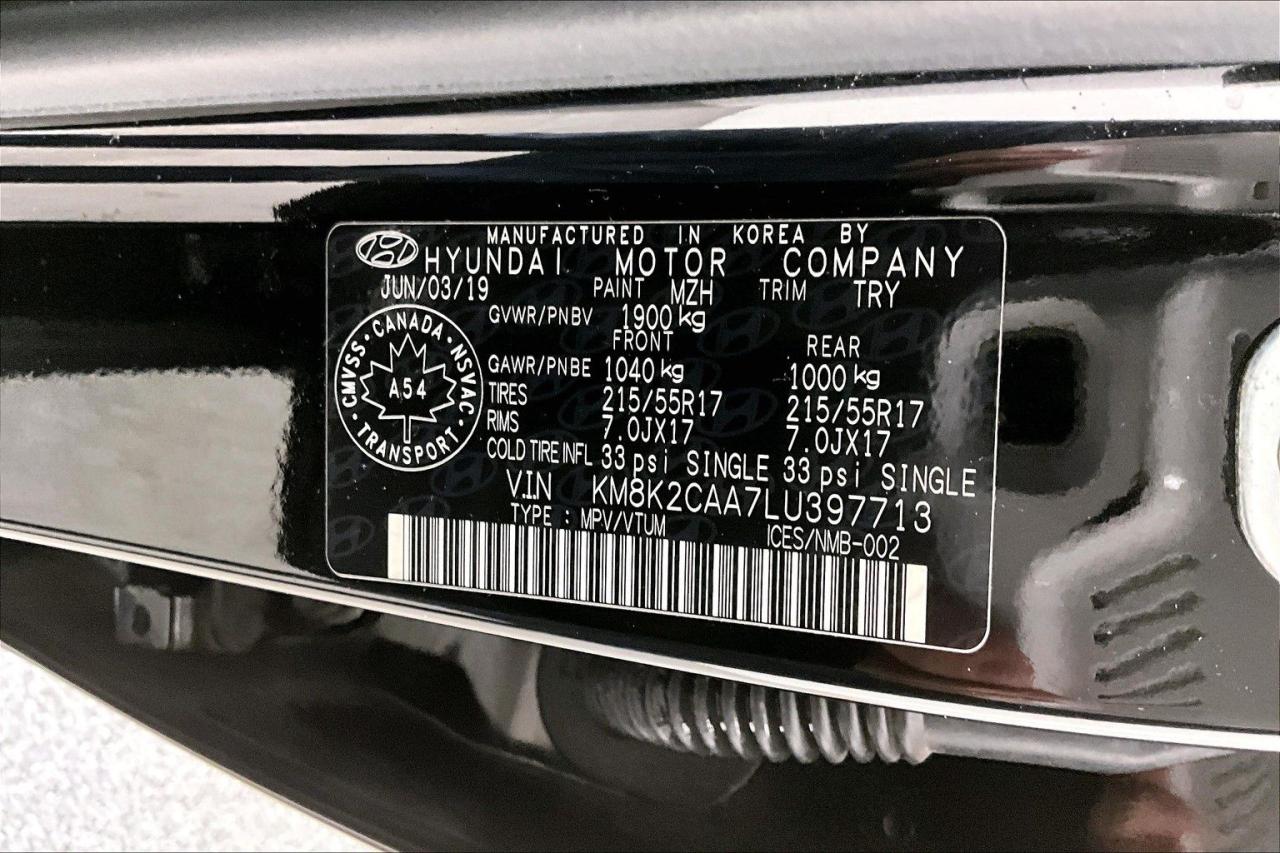 MANUFACTURED IN KOREA BY
HYUNDAI MOTOR COMPANY
JUN/03/19 PAINT MZH TRIM TRY
GVWR/PNBV 1900 kg
FRONT REAR
GAWR/PNBE 1040 kg 1000 kg
TIRES 215/55R17 215/55R17
RIMS 7.0JX17 7.0JX17
COLD TIRE INFL 33 psi SINGLE 33 psi SINGLE
V.I.N KM8K2CAA7LU397713
TYPE : MPV/VTUM ICES/NMB-002
CMVSS • CANADA • NSVAC • TRANSPORT •
A54